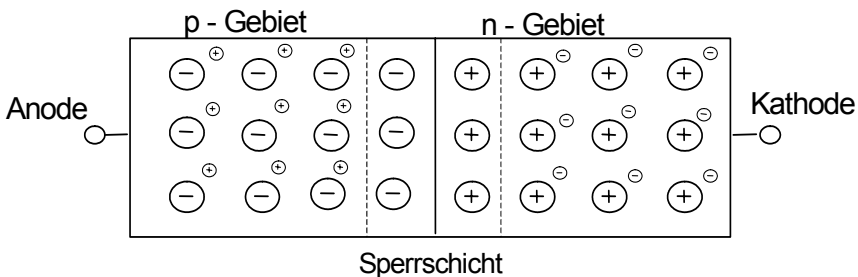 p - Gebiet n - Gebiet
Anode Kathode
Sperrschicht